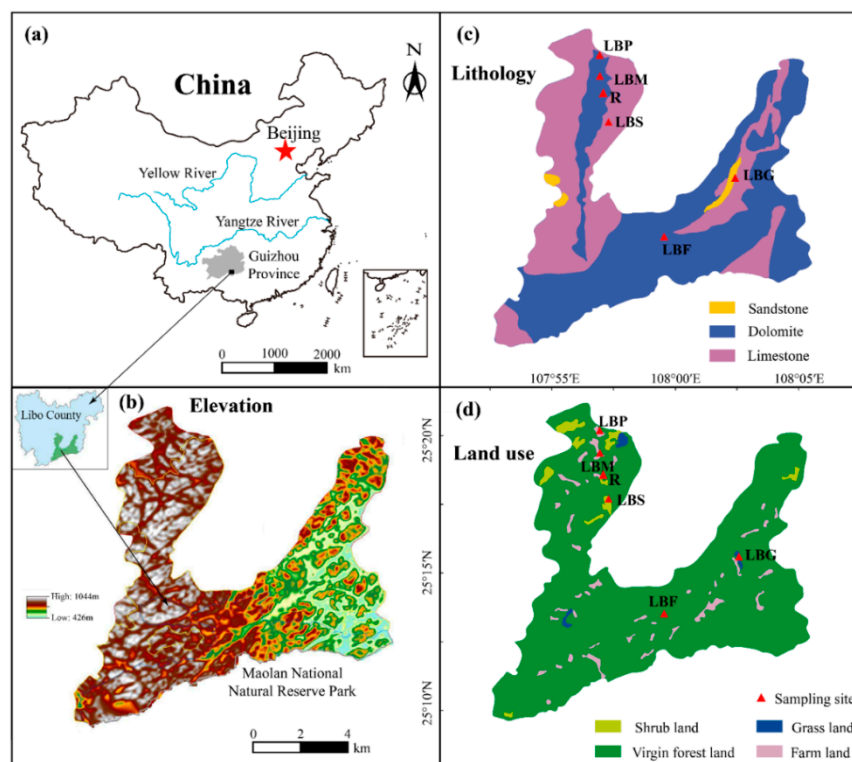 (a)
N
China
Beijing
Yellow River
Yangtze River
Guizhou
Province
0 1000 2000
km
(c)
Lithology
LBP
LBM
R
LBS
LBG
LBF
Sandstone
Dolomite
Limestone
107°55'E 108°00'E 108°05'E
Libo County
(b)
Elevation
High: 1044m
Low: 426m
Maolan National
Natural Reserve Park
0 2 4
km
25°20'N
25°15'N
25°10'N
(d)
Land use
LBP
LBM
R
LBS
LBG
LBF
Sampling site
Shrub land
Grass land
Virgin forest land
Farm land